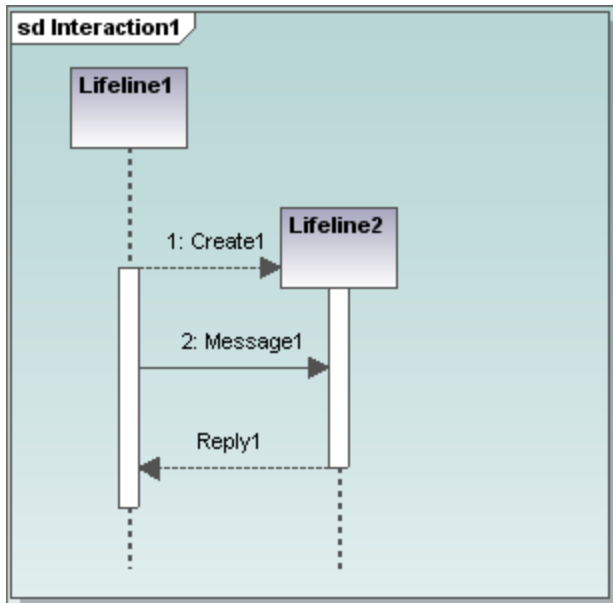 sd Interaction1
Lifeline1
Lifeline2
1: Create1
2: Message1
Reply1